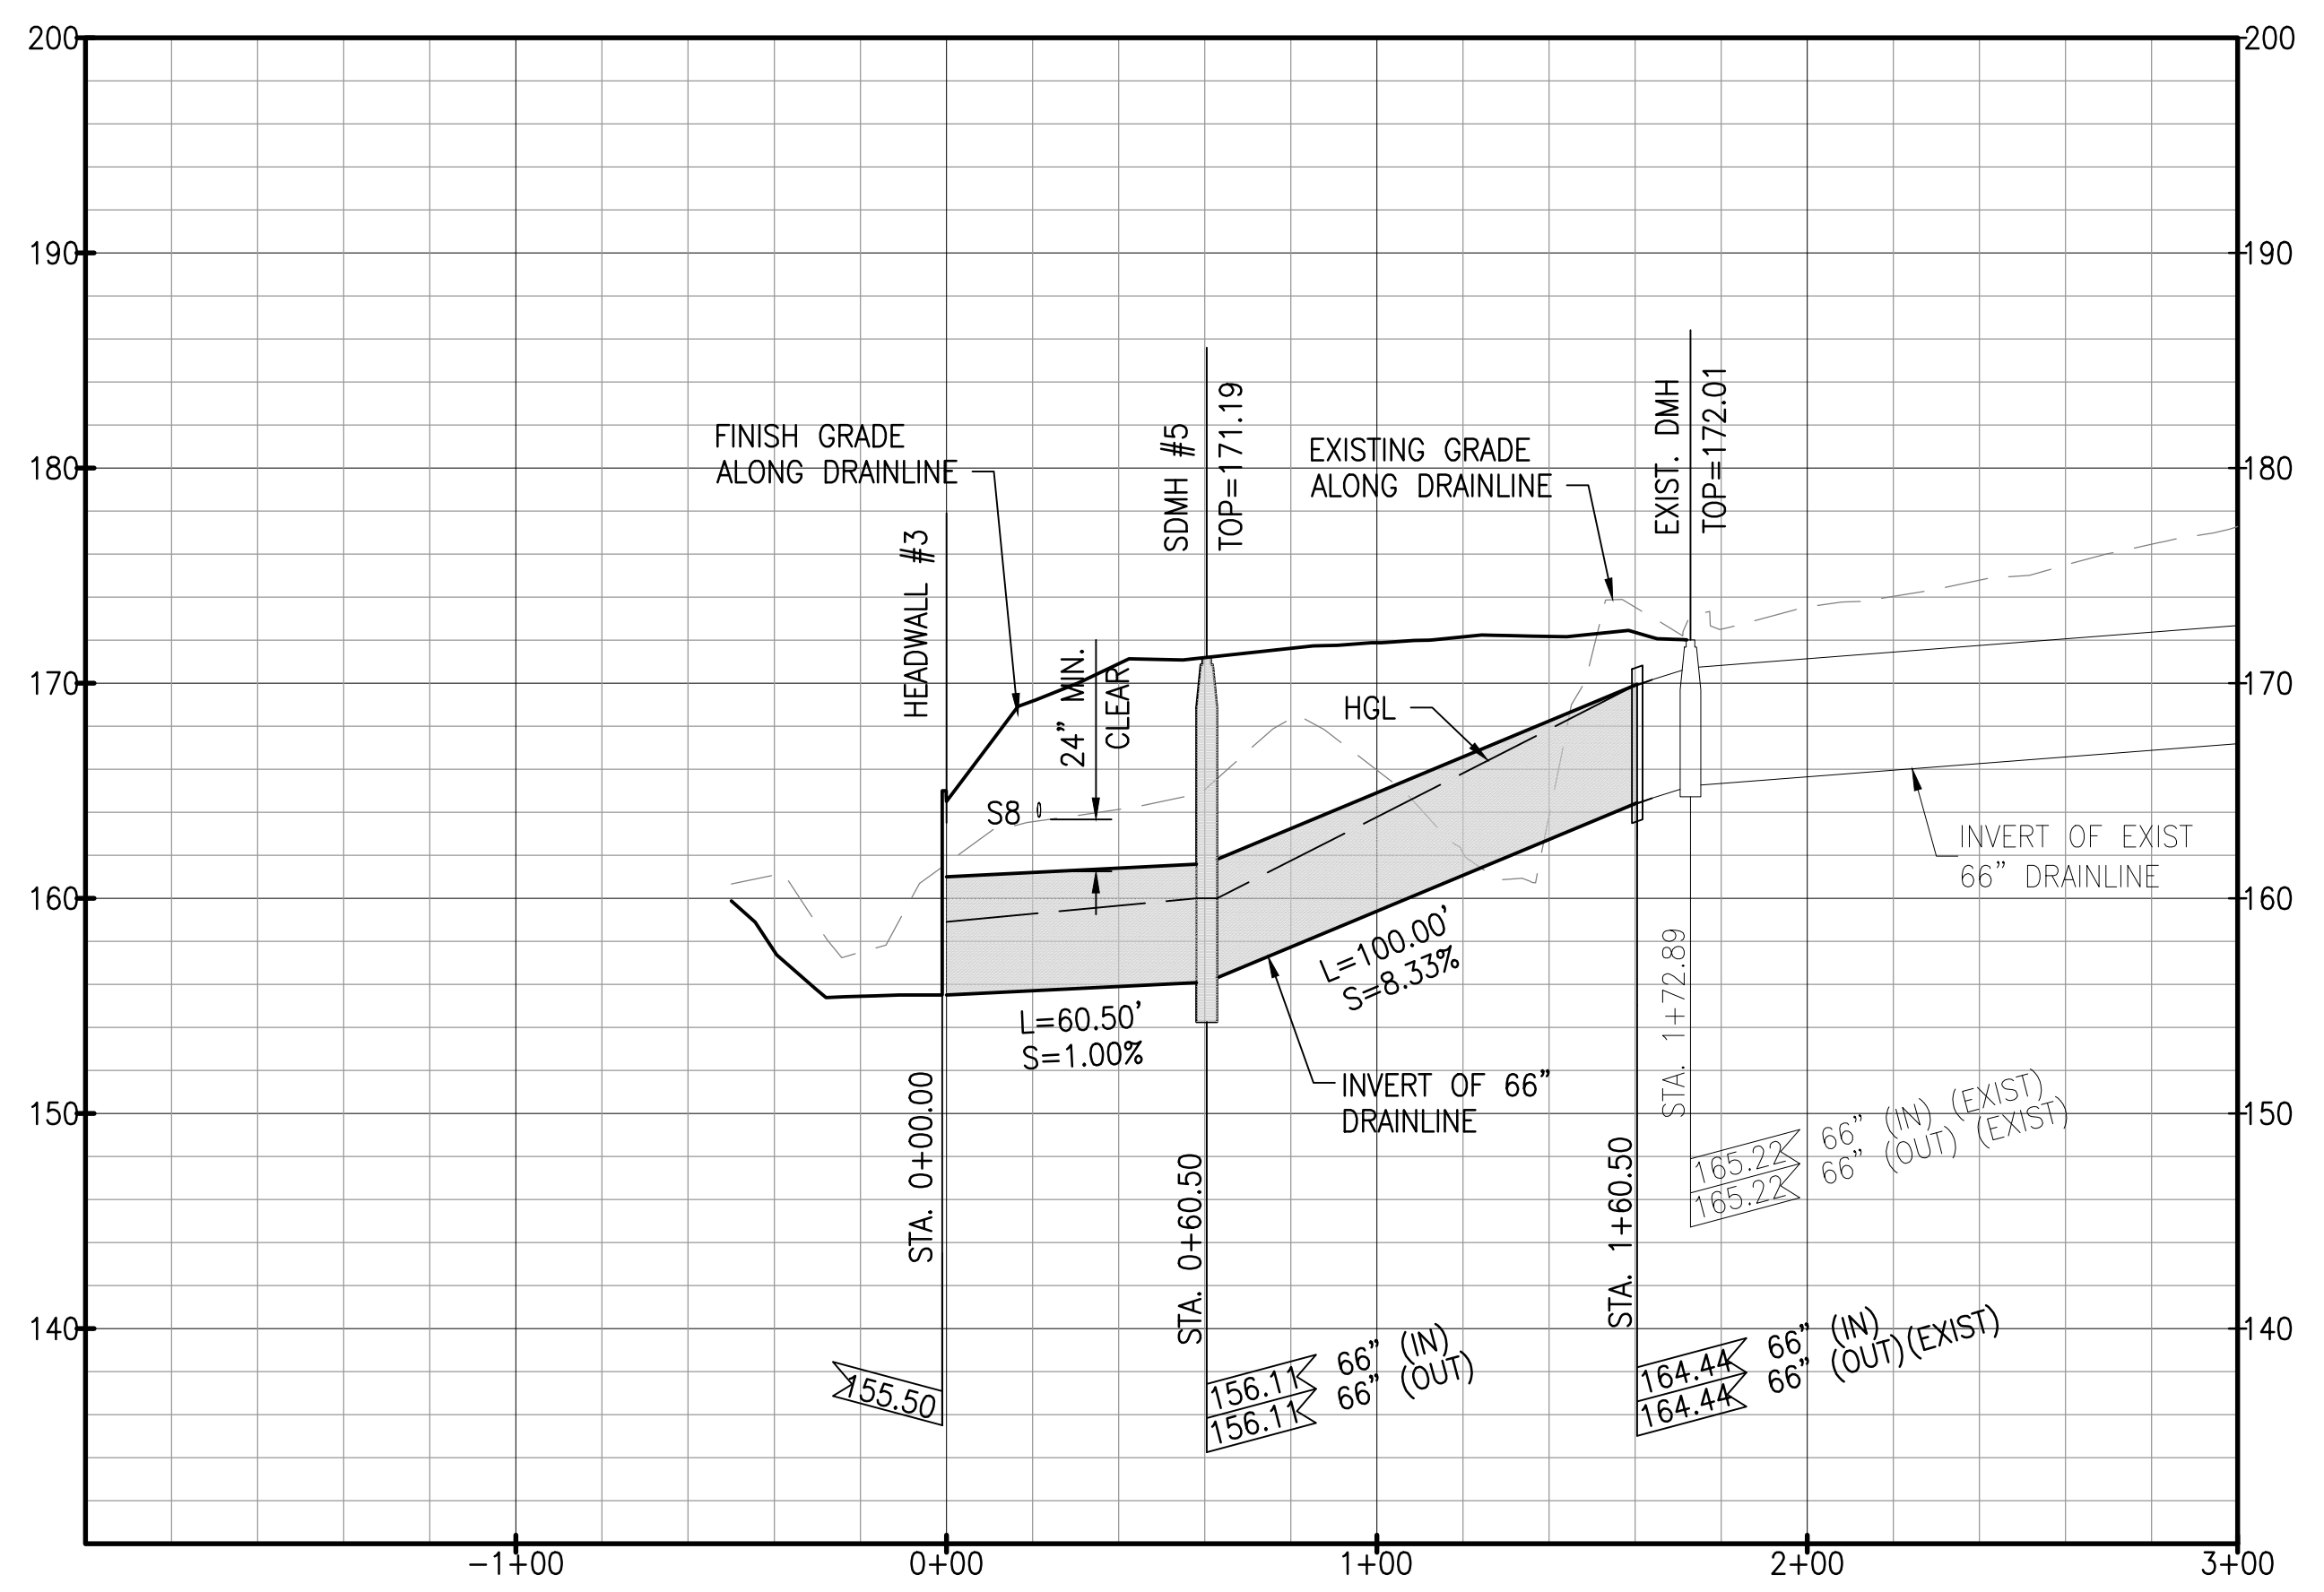 200
200
190
190
180
180
170
170
160
160
150
150
140
140
-1+00
0+00
1+00
2+00
3+00
FINISH GRADE
ALONG DRAINLINE
HEADWALL #3
24” MIN.
CLEAR
S8
SDMH #5
TOP=171.19
EXISTING GRADE
ALONG DRAINLINE
EXIST. DMH
TOP=172.01
HGL
INVERT OF EXIST
66” DRAINLINE
L=60.50’
S=1.00%
L=100.00’
S=8.33%
INVERT OF 66”
DRAINLINE
STA. 0+00.00
155.50
STA. 0+60.50
156.11 66” (IN)
156.11 66” (OUT)
STA. 1+60.50
164.44 66” (IN)
164.44 66” (OUT)(EXIST)
STA. 1+72.89
165.22 66” (IN) (EXIST)
165.22 66” (OUT) (EXIST)